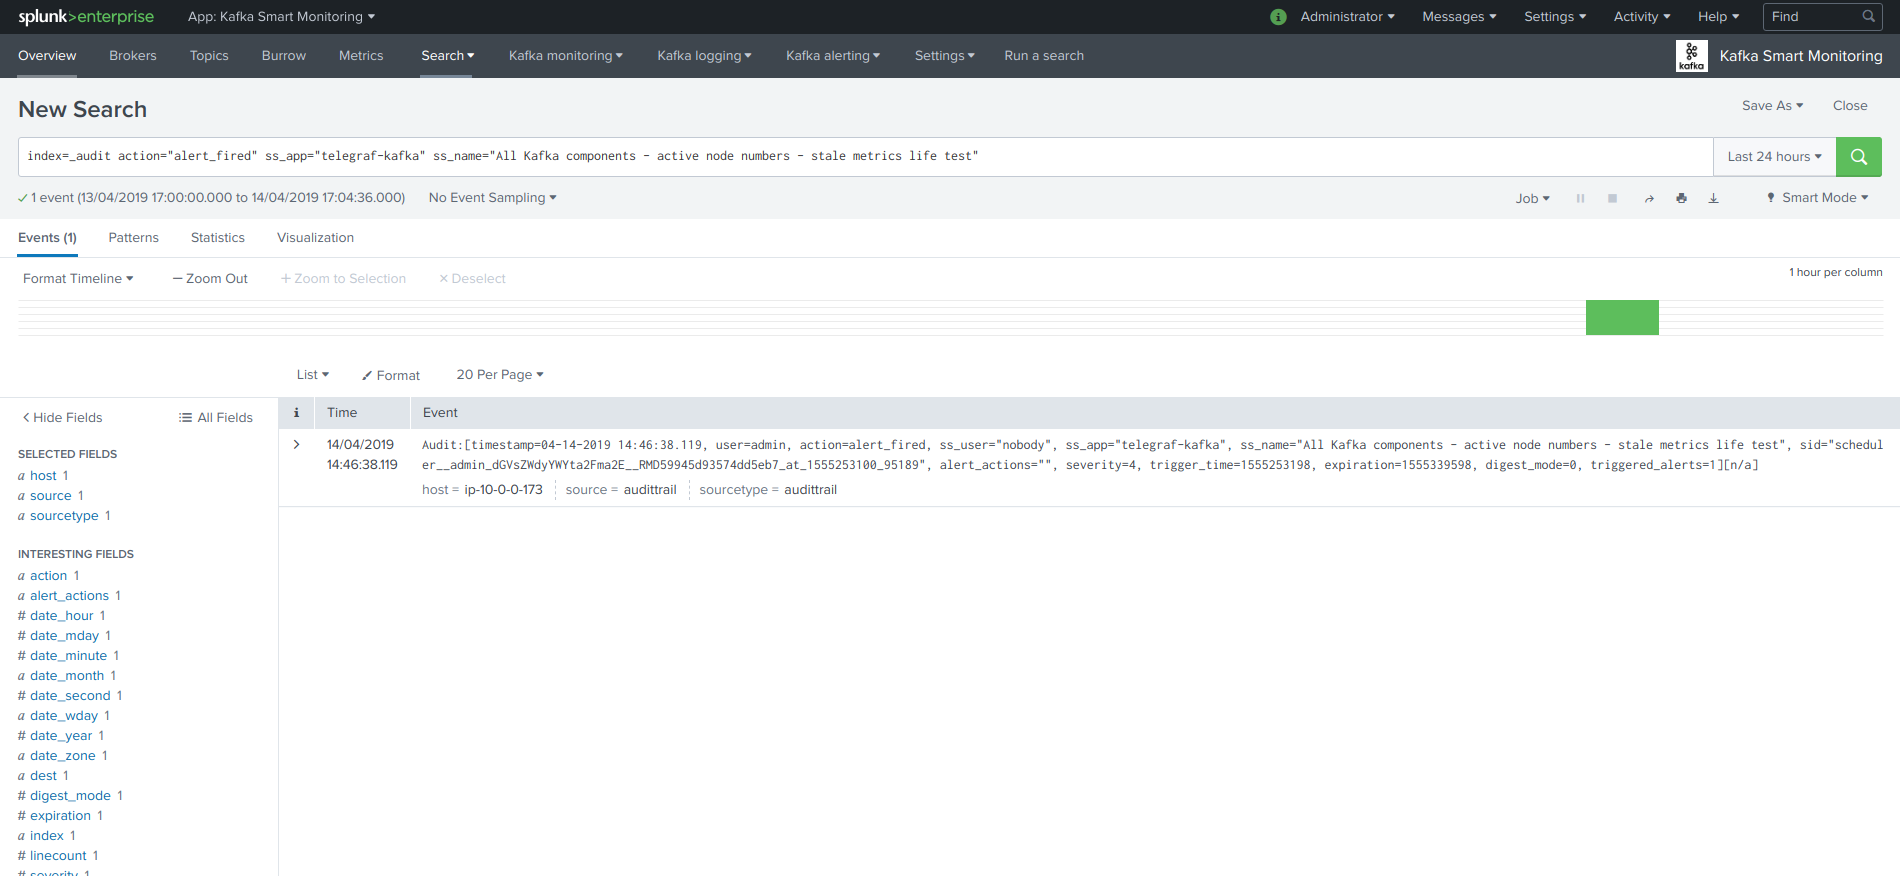 splunk>enterprise App: Kafka Smart Monitoring i Administrator Messages Settings Activity Help Find
Overview Brokers Topics Burrow Metrics Search Kafka monitoring Kafka logging Kafka alerting Settings Run a search kafka Kafka Smart Monitoring
New Search Save As Close
index=_audit action="alert_fired" ss_app="telegraf-kafka" ss_name="All Kafka components - active node numbers - stale metrics life test" Last 24 hours
1 event (13/04/2019 17:00:00.000 to 14/04/2019 17:04:36.000) No Event Sampling Job Smart Mode
Events (1) Patterns Statistics Visualization
Format Timeline — Zoom Out + Zoom to Selection × Deselect 1 hour per column
List Format 20 Per Page
< Hide Fields All Fields i Time Event
14/04/2019 Audit:[timestamp=04-14-2019 14:46:38.119, user=admin, action=alert_fired, ss_user="nobody", ss_app="telegraf-kafka", ss_name="All Kafka components - active node numbers - stale metrics life test", sid="schedul
14:46:38.119 er__admin_dGVsZWdyYWYta2Fma2E__RMD59945d93574dd5eb7_at_1555253100_95189", alert_actions="", severity=4, trigger_time=1555253198, expiration=1555339598, digest_mode=0, triggered_alerts=1][n/a]
host = ip-10-0-0-173 source = audittrail sourcetype = audittrail
SELECTED FIELDS
a host 1
a source 1
a sourcetype 1
INTERESTING FIELDS
a action 1
a alert_actions 1
# date_hour 1
# date_mday 1
# date_minute 1
a date_month 1
# date_second 1
a date_wday 1
# date_year 1
a date_zone 1
a dest 1
# digest_mode 1
# expiration 1
a index 1
# linecount 1
# severity 1